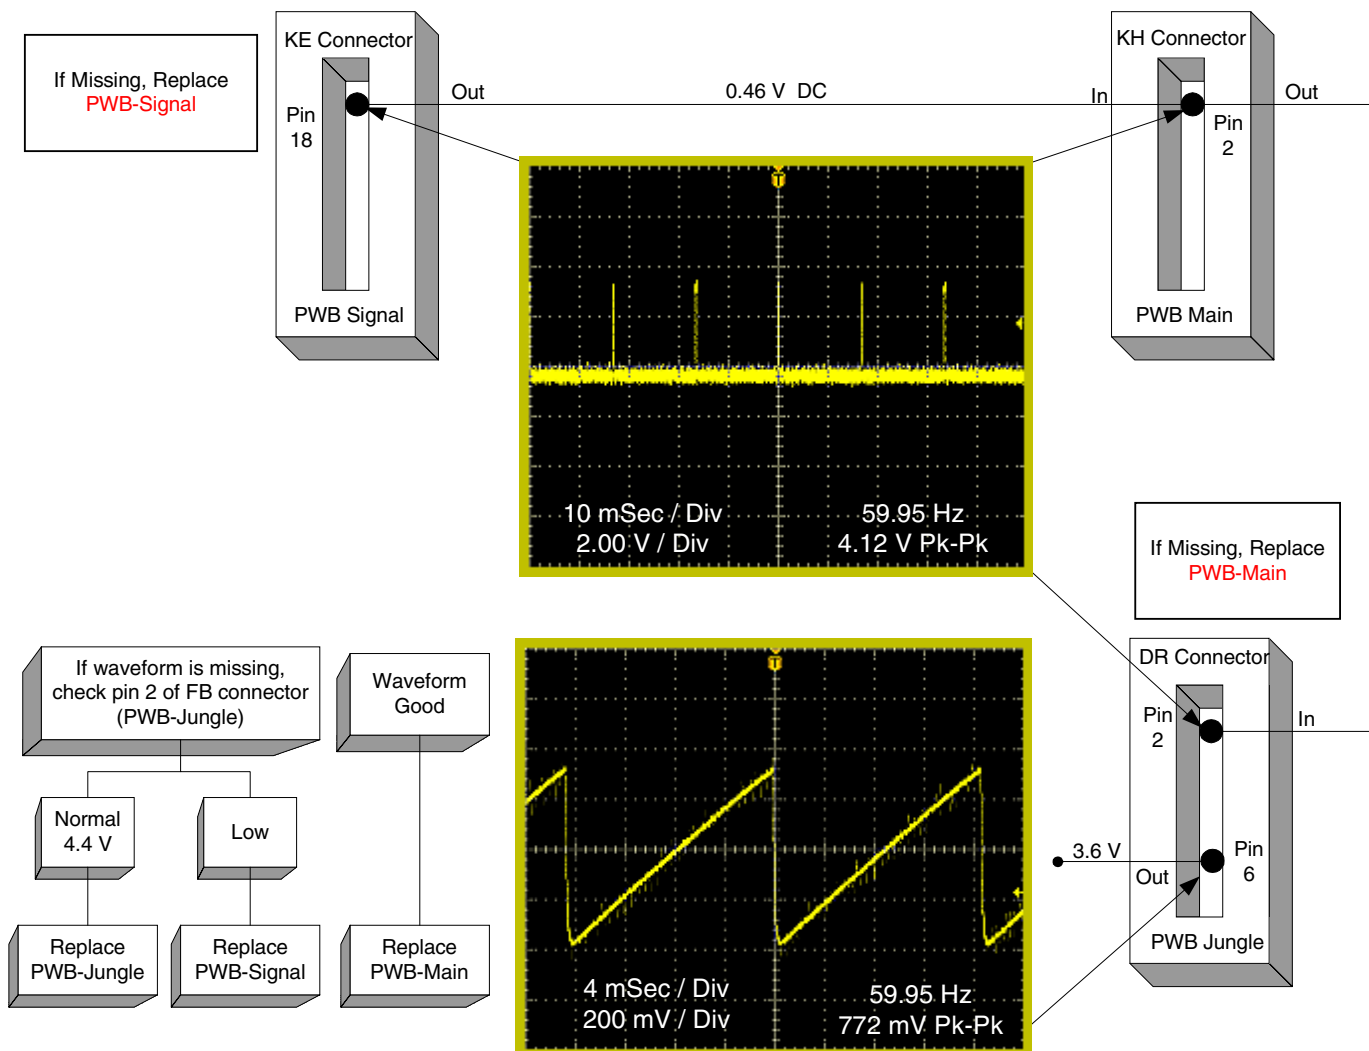 If Missing, Replace
PWB-Signal
KE Connector
Pin
18
Out
PWB Signal
0.46 V  DC
KH Connector
In
Out
Pin
2
PWB Main
T
10 mSec / Div
2.00 V / Div
59.95 Hz
4.12 V Pk-Pk
If Missing, Replace
PWB-Main
If waveform is missing,
check pin 2 of FB connector
(PWB-Jungle)
Waveform
Good
Normal
4.4 V
Low
Replace
PWB-Jungle
Replace
PWB-Signal
Replace
PWB-Main
T
4 mSec / Div
200 mV / Div
59.95 Hz
772 mV Pk-Pk
DR Connector
Pin
2
In
3.6 V
Out
Pin
6
PWB Jungle